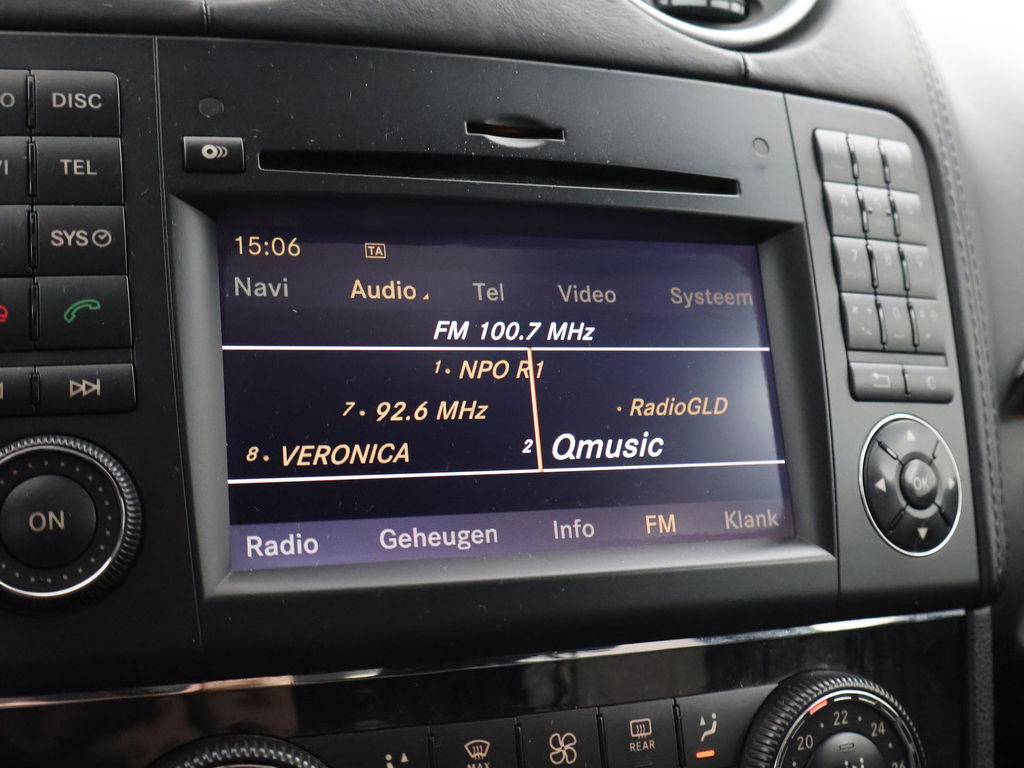 DISC
TEL
SYS
15:06 TA
Navi Audio Tel Video Systeem
FM 100.7 MHz
1. NPO R1
7. 92.6 MHz · RadioGLD
8. VERONICA 2 Qmusic
Radio Geheugen Info FM Klank
ON
OK
MAX
REAR
20 22 24 26